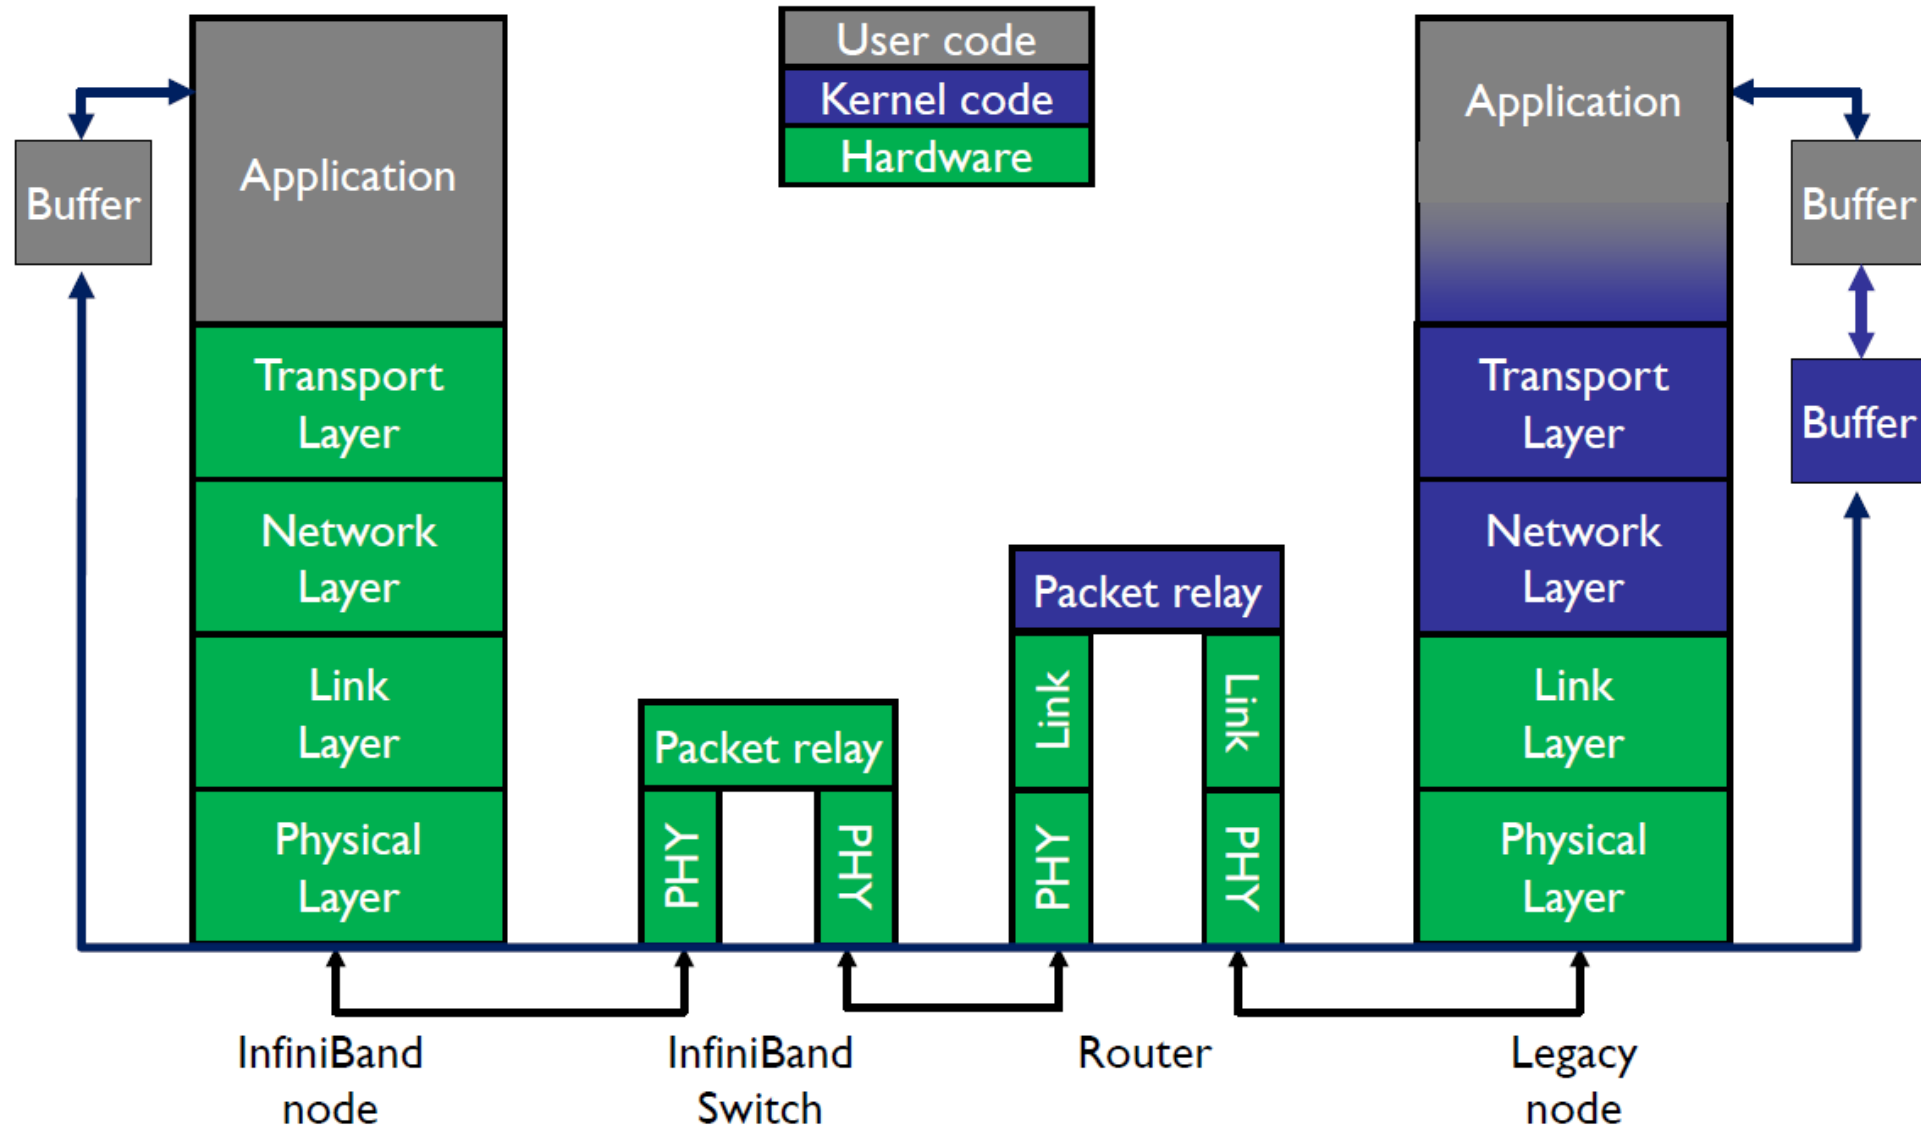 User code
Kernel code
Hardware
Buffer
Application
Transport
Layer
Network
Layer
Link
Layer
Physical
Layer
Packet relay
PHY
PHY
Packet relay
Link
Link
PHY
PHY
Application
Transport
Layer
Network
Layer
Link
Layer
Physical
Layer
Buffer
Buffer
InfiniBand
node
InfiniBand
Switch
Router
Legacy
node